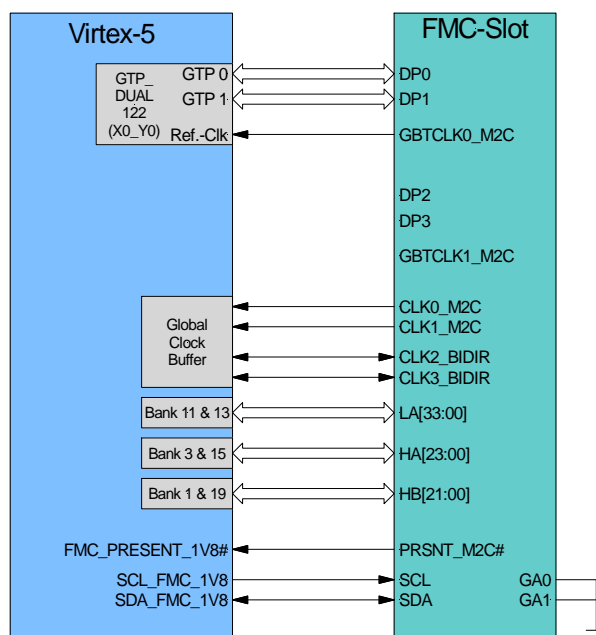 Virtex-5
FMC-Slot
GTP_
DUAL
122
(X0_Y0)
GTP 0
GTP 1
Ref.-Clk
DP0
DP1
GBTCLK0_M2C
DP2
DP3
GBTCLK1_M2C
Global
Clock
Buffer
CLK0_M2C
CLK1_M2C
CLK2_BIDIR
CLK3_BIDIR
Bank 11 & 13
LA[33:00]
Bank 3 & 15
HA[23:00]
Bank 1 & 19
HB[21:00]
FMC_PRESENT_1V8#
PRSNT_M2C#
SCL_FMC_1V8
SCL
GA0
SDA_FMC_1V8
SDA
GA1